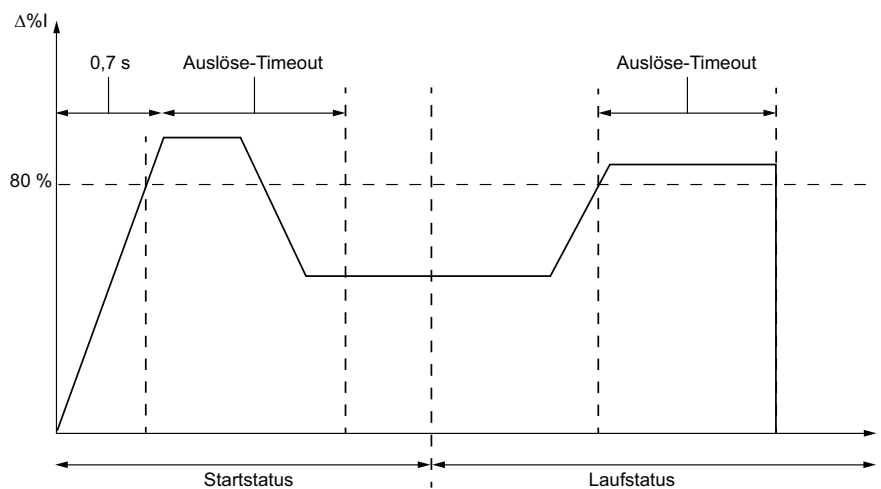 Δ%I
0,7 s
Auslöse-Timeout
Auslöse-Timeout
80 %
Startstatus
Laufstatus